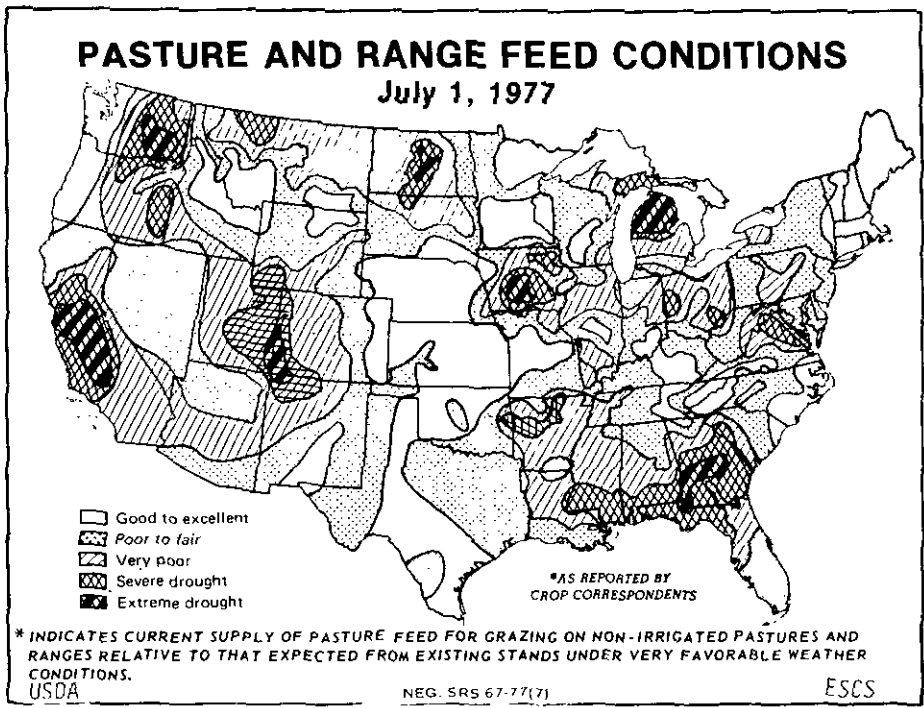 PASTURE AND RANGE FEED CONDITIONS
July 1, 1977
Good to excellent
Poor to fair
Very poor
Severe drought
Extreme drought
*AS REPORTED BY
CROP CORRESPONDENTS
* INDICATES CURRENT SUPPLY OF PASTURE FEED FOR GRAZING ON NON-IRRIGATED PASTURES AND
RANGES RELATIVE TO THAT EXPECTED FROM EXISTING STANDS UNDER VERY FAVORABLE WEATHER
CONDITIONS.
USDA NEG. SRS 67-77(7) ESCS